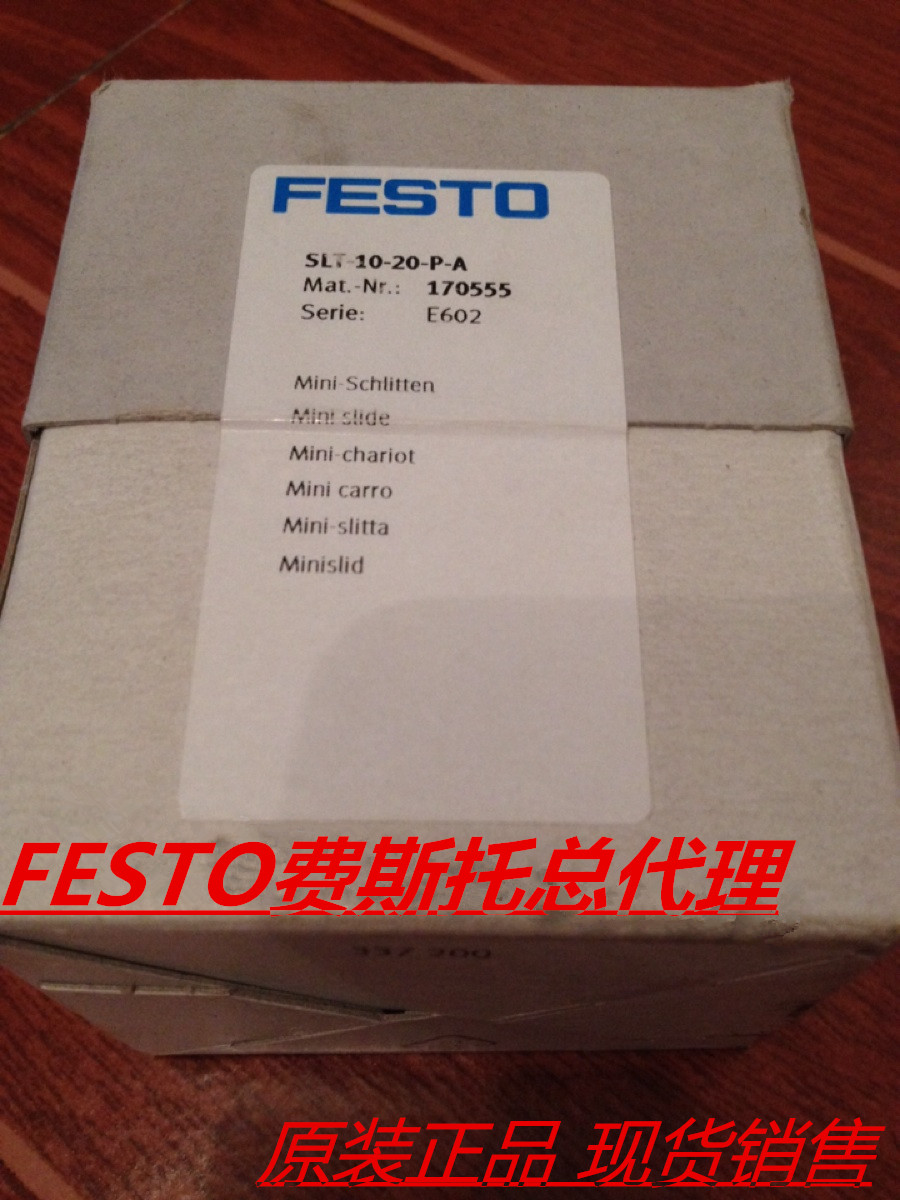 FESTO
SLT-10-20-P-A
Mat.-Nr.: 170555
Serie: E602
Mini-Schlitten
Mini slide
Mini-chariot
Mini carro
Mini-slitta
Minislid
FESTO费斯托总代理
337 200
原装正品 现货销售